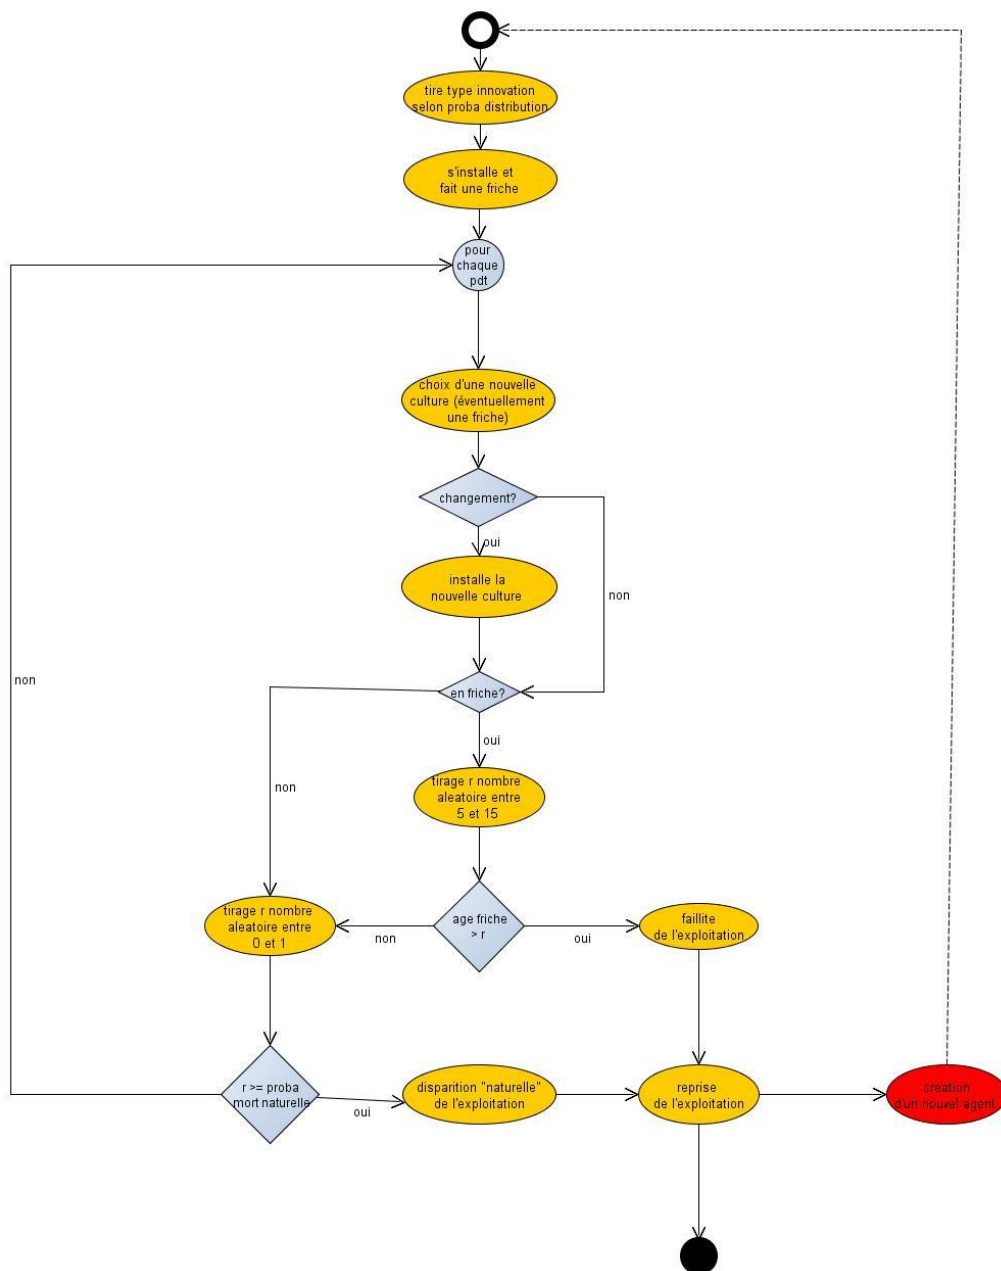 tire type innovation
selon proba distribution
s'installe et
fait une friche
pour
chaque
pdt
choix d'une nouvelle
culture (éventuellement
une friche)
changement?
oui
installe la
nouvelle culture
non
non
en friche?
oui
tirage r nombre
aleatoire entre
5 et 15
non
tirage r nombre
aleatoire entre
0 et 1
non
age friche
> r
oui
faillite
de l'exploitation
r >= proba
mort naturelle
oui
disparition "naturelle"
de l'exploitation
reprise
de l'exploitation
creation
d'un nouvel agent